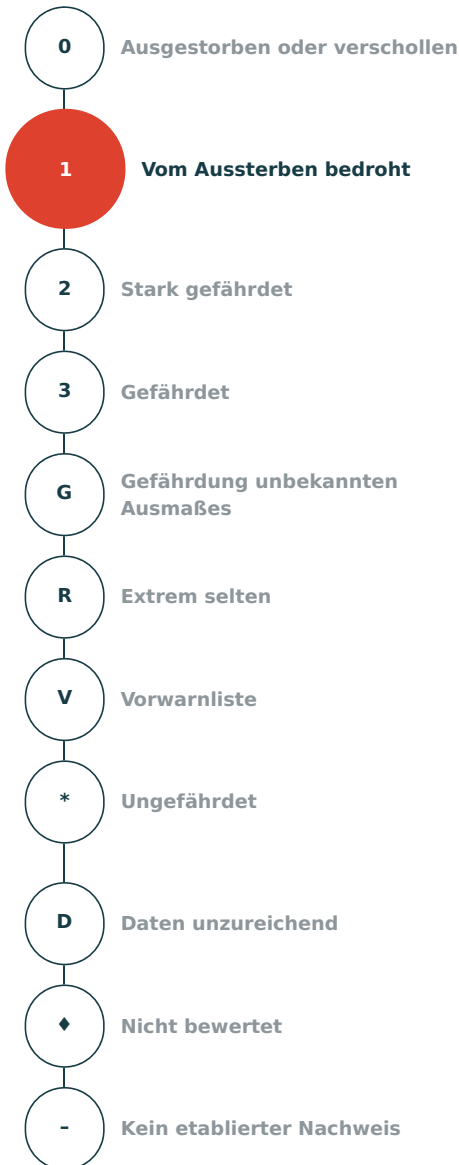 0 Ausgestorben oder verschollen
1 Vom Aussterben bedroht
2 Stark gefährdet
3 Gefährdet
G Gefährdung unbekannten
Ausmaßes
R Extrem selten
V Vorwarnliste
* Ungefährdet
D Daten unzureichend
♦ Nicht bewertet
– Kein etablierter Nachweis